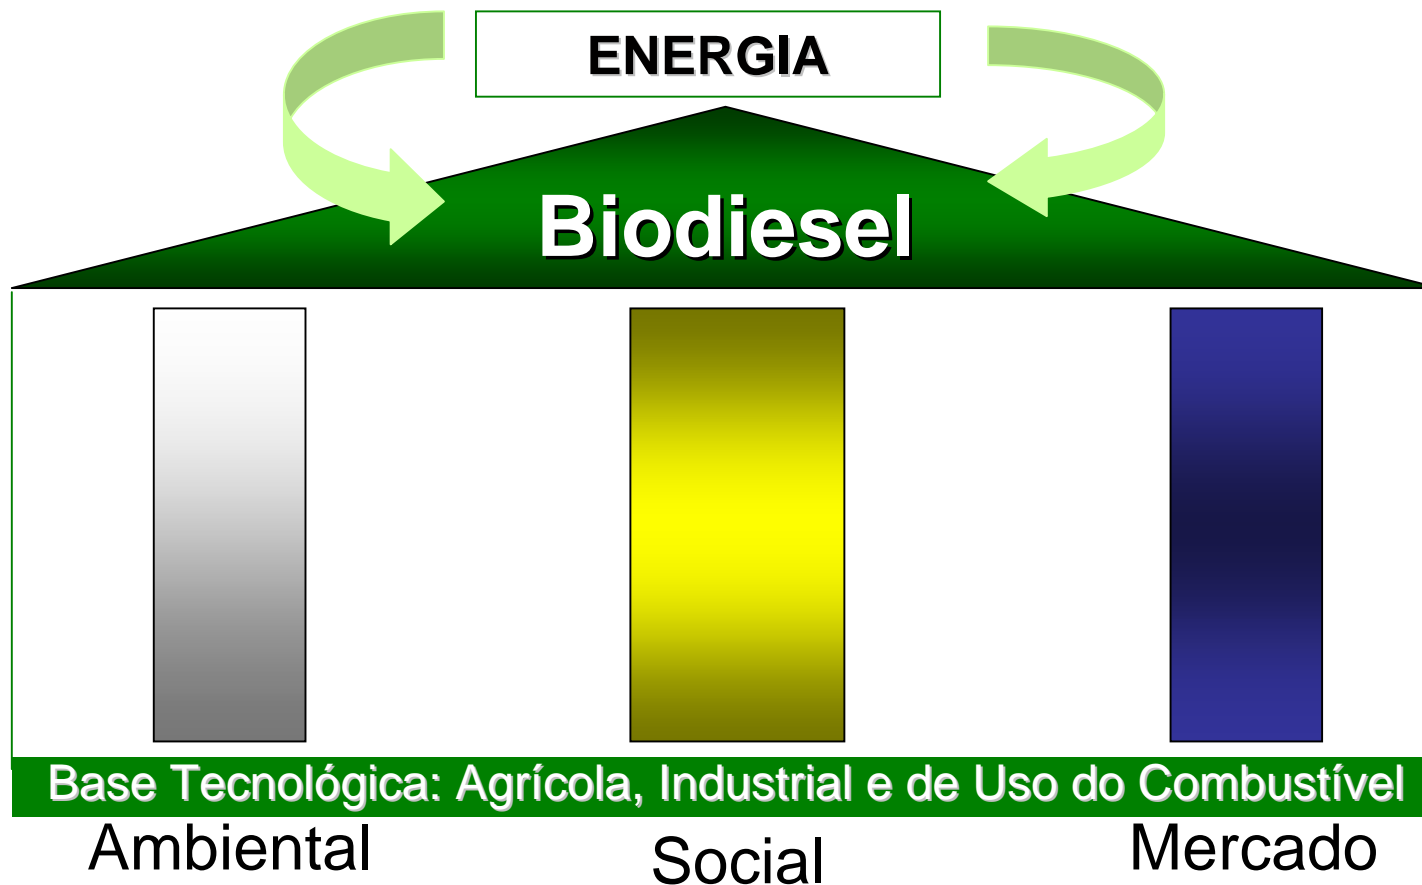 ENERGIA
Biodiesel
Base Tecnológica: Agrícola, Industrial e de Uso do Combustível
Ambiental
Social
Mercado